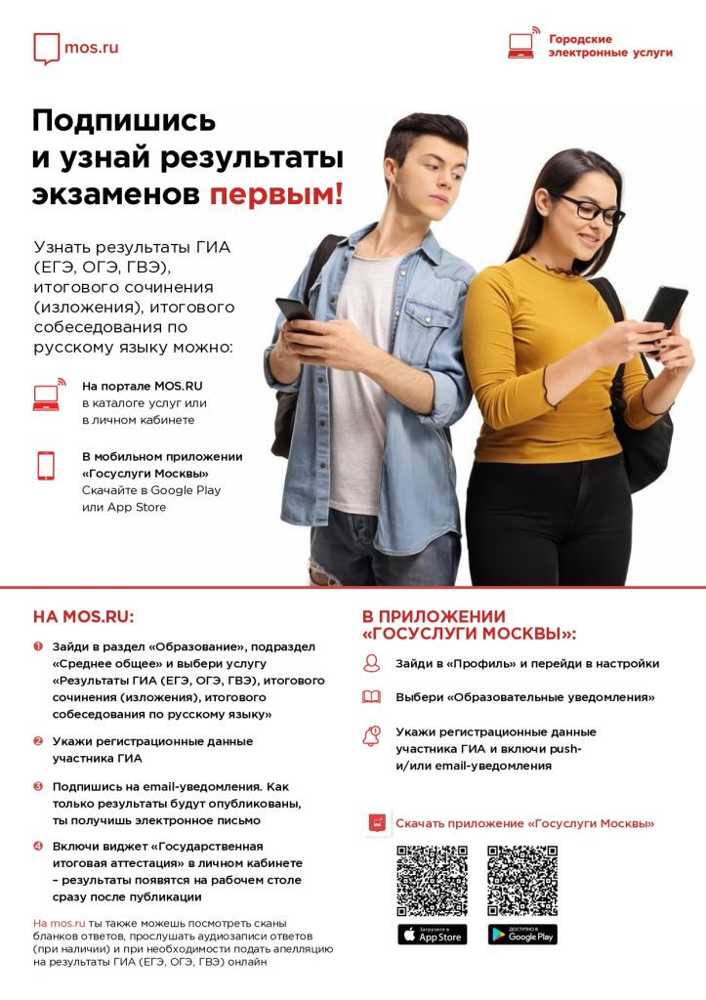 mos.ru
Городские
электронные услуги
Подпишись
и узнай результаты
экзаменов первым!
Узнать результаты ГИА
(ЕГЭ, ОГЭ, ГВЭ),
итогового сочинения
(изложения), итогового
собеседования по
русскому языку можно:
На портале MOS.RU
в каталоге услуг или
в личном кабинете
В мобильном приложении
«Госуслуги Москвы»
Скачайте в Google Play
или App Store
НА MOS.RU:
1 Зайди в раздел «Образование», подраздел
«Среднее общее» и выбери услугу
«Результаты ГИА (ЕГЭ, ОГЭ, ГВЭ), итогового
сочинения (изложения), итогового
собеседования по русскому языку»
2 Укажи регистрационные данные
участника ГИА
3 Подпишись на email-уведомления. Как
только результаты будут опубликованы,
ты получишь электронное письмо
4 Включи виджет «Государственная
итоговая аттестация» в личном кабинете
– результаты появятся на рабочем столе
сразу после публикации
На mos.ru ты также можешь посмотреть сканы
бланков ответов, прослушать аудиозаписи ответов
(при наличии) и при необходимости подать апелляцию
на результаты ГИА (ЕГЭ, ОГЭ, ГВЭ) онлайн
В ПРИЛОЖЕНИИ
«ГОСУСЛУГИ МОСКВЫ»:
Зайди в «Профиль» и перейди в настройки
Выбери «Образовательные уведомления»
1
Укажи регистрационные данные
участника ГИА и включи push-
и/или email-уведомления
Скачать приложение «Госуслуги Москвы»
Загрузите в
App Store
ДОСТУПНО В
Google Play